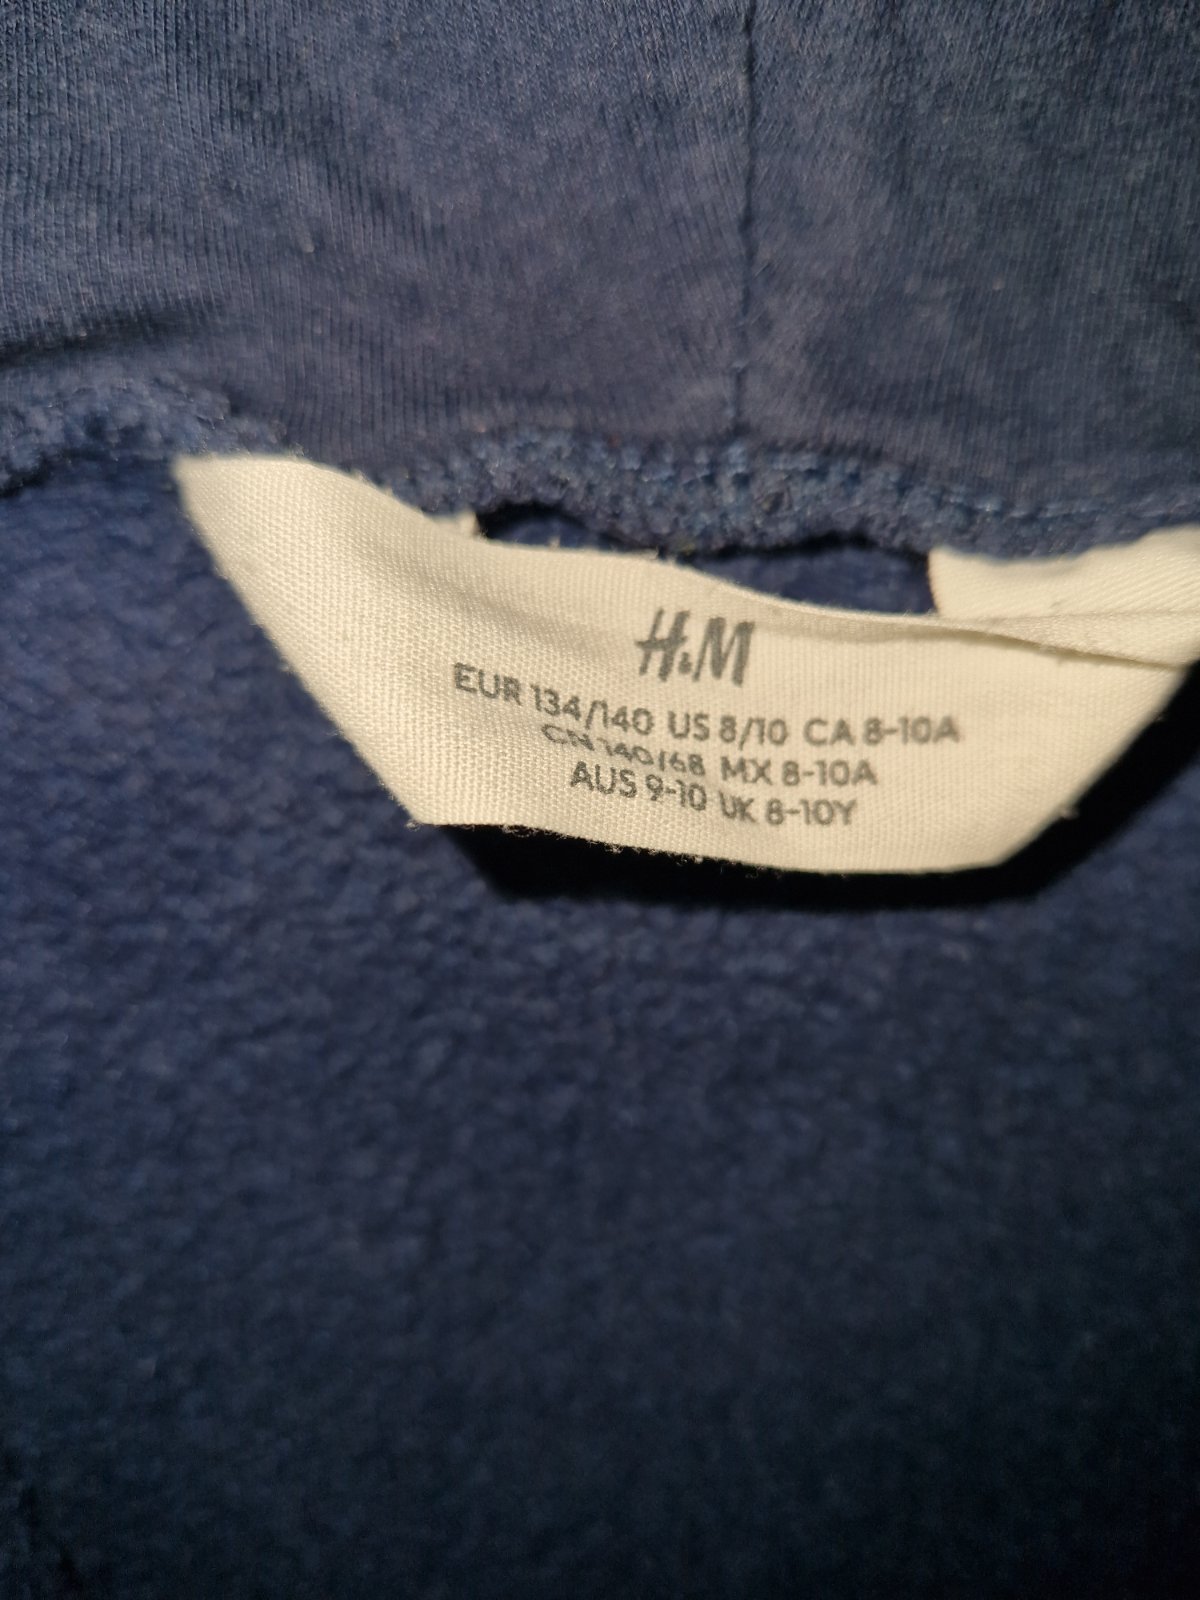 H&M
EUR 134/140 US 8/10 CA 8-10A
CN 140/68 MX 8-10A
AUS 9-10 UK 8-10Y